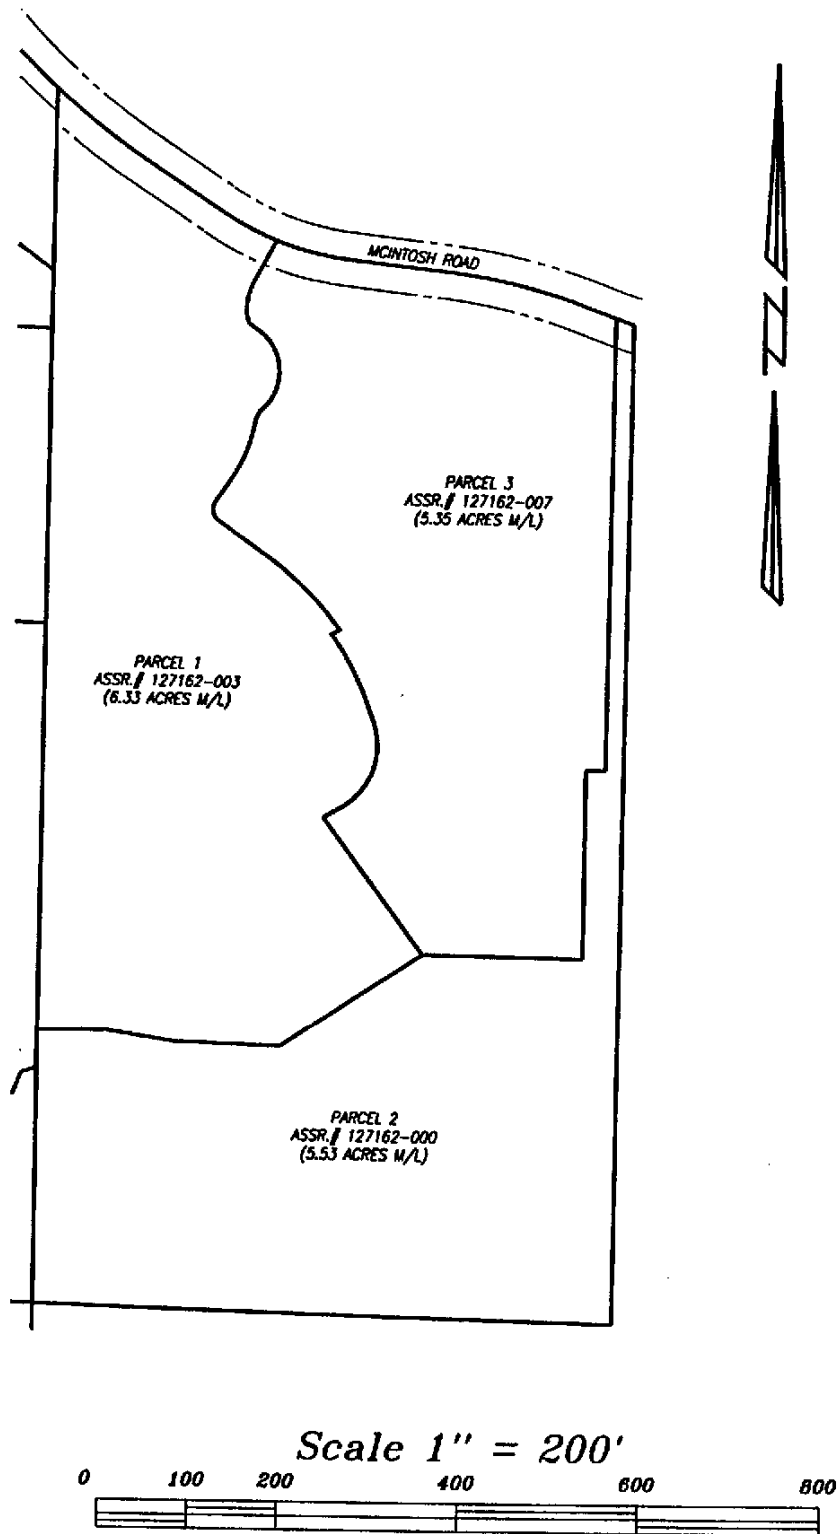 MCINTOSH ROAD
PARCEL 3
ASSR.# 127162-007
(5.35 ACRES M/L)
PARCEL 1
ASSR.# 127162-003
(6.33 ACRES M/L)
PARCEL 2
ASSR.# 127162-000
(5.53 ACRES M/L)
N
Scale 1" = 200'
0 100 200 400 600 800